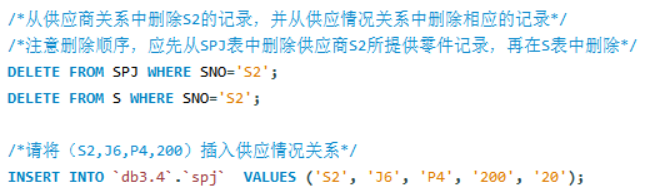 /*从供应商关系中删除S2的记录，并从供应情况关系中删除相应的记录*/
/*注意删除顺序，应先从SPJ表中删除供应商S2所提供零件记录，再在S表中删除*/
DELETE FROM SPJ WHERE SNO='S2';
DELETE FROM S WHERE SNO='S2';
/*请将（S2,J6,P4,200）插入供应情况关系*/
INSERT INTO `db3.4`.`spj`  VALUES ('S2', 'J6', 'P4', '200', '20');